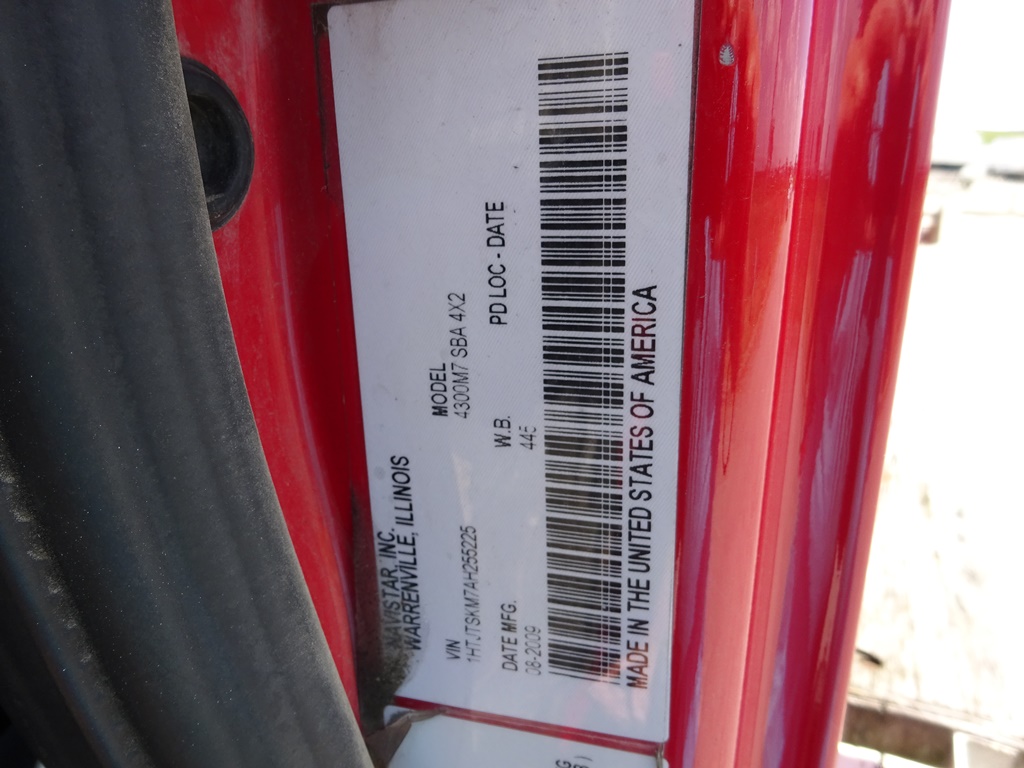 NAVISTAR, INC.
WARRENVILLE, ILLINOIS
VIN
1HTJTSKM7AH255225
MODEL
4300M7 SBA 4X2
DATE MFG.
08-2009
W.B.
445
PD LOC - DATE
MADE IN THE UNITED STATES OF AMERICA